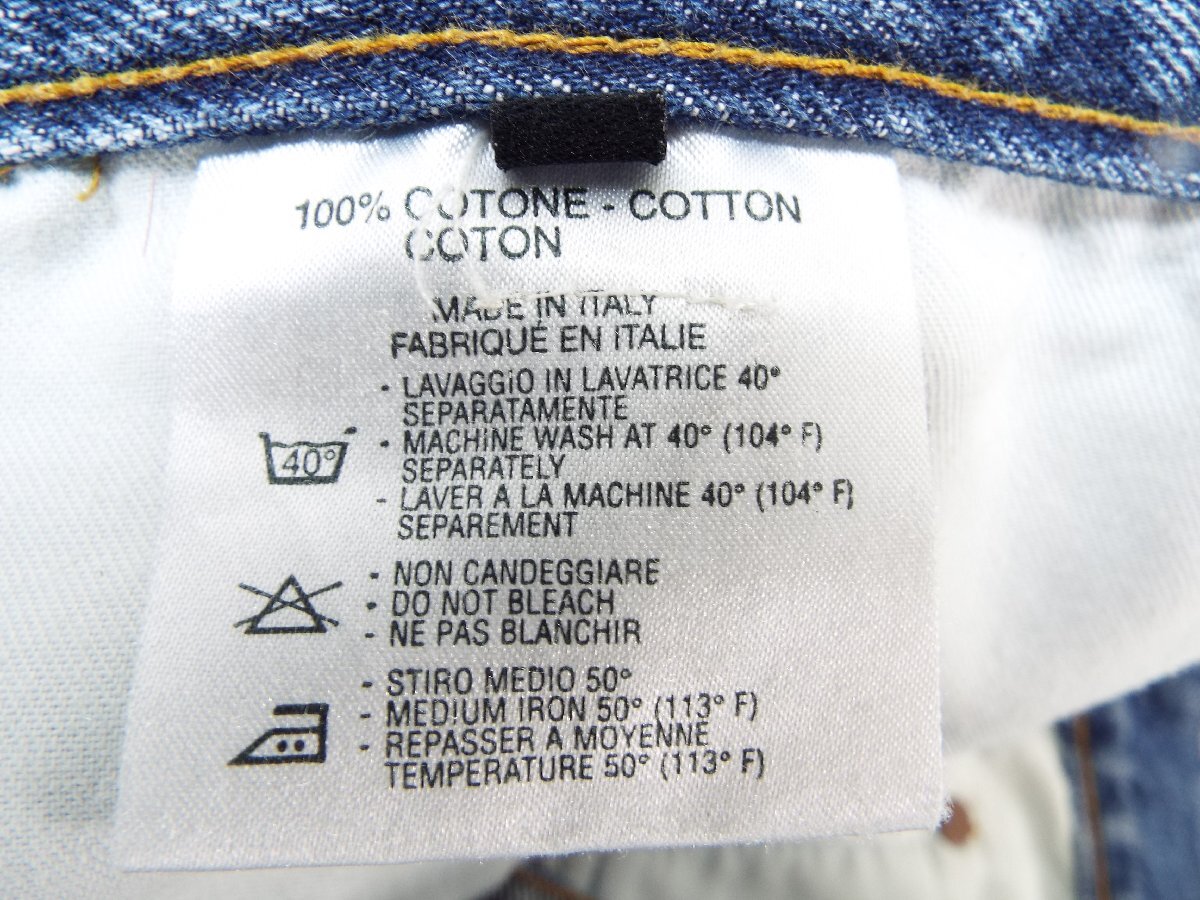 100% COTONE - COTTON
COTON
MADE IN ITALY
FABRIQUÉ EN ITALIE
- LAVAGGiO IN LAVATRICE 40°
SEPARATAMENTE
40°
- MACHiNE WASH AT 40° (104° F)
SEPARATELY
- LAVER A LA MACHINE 40° (104° F)
SEPAREMENT
- NON CANDEGGIARE
- DO NOT BLEACH
- NE PAS BLANCHIR
- STIRO MEDIO 50°
- MEDIUM IRON 50° (113° F)
- REPASSER A MOYENNE
TEMPERATURE 50° (113° F)